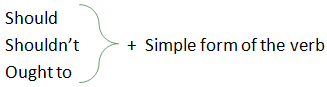 Should
Shouldn't + Simple form of the verb
Ought to